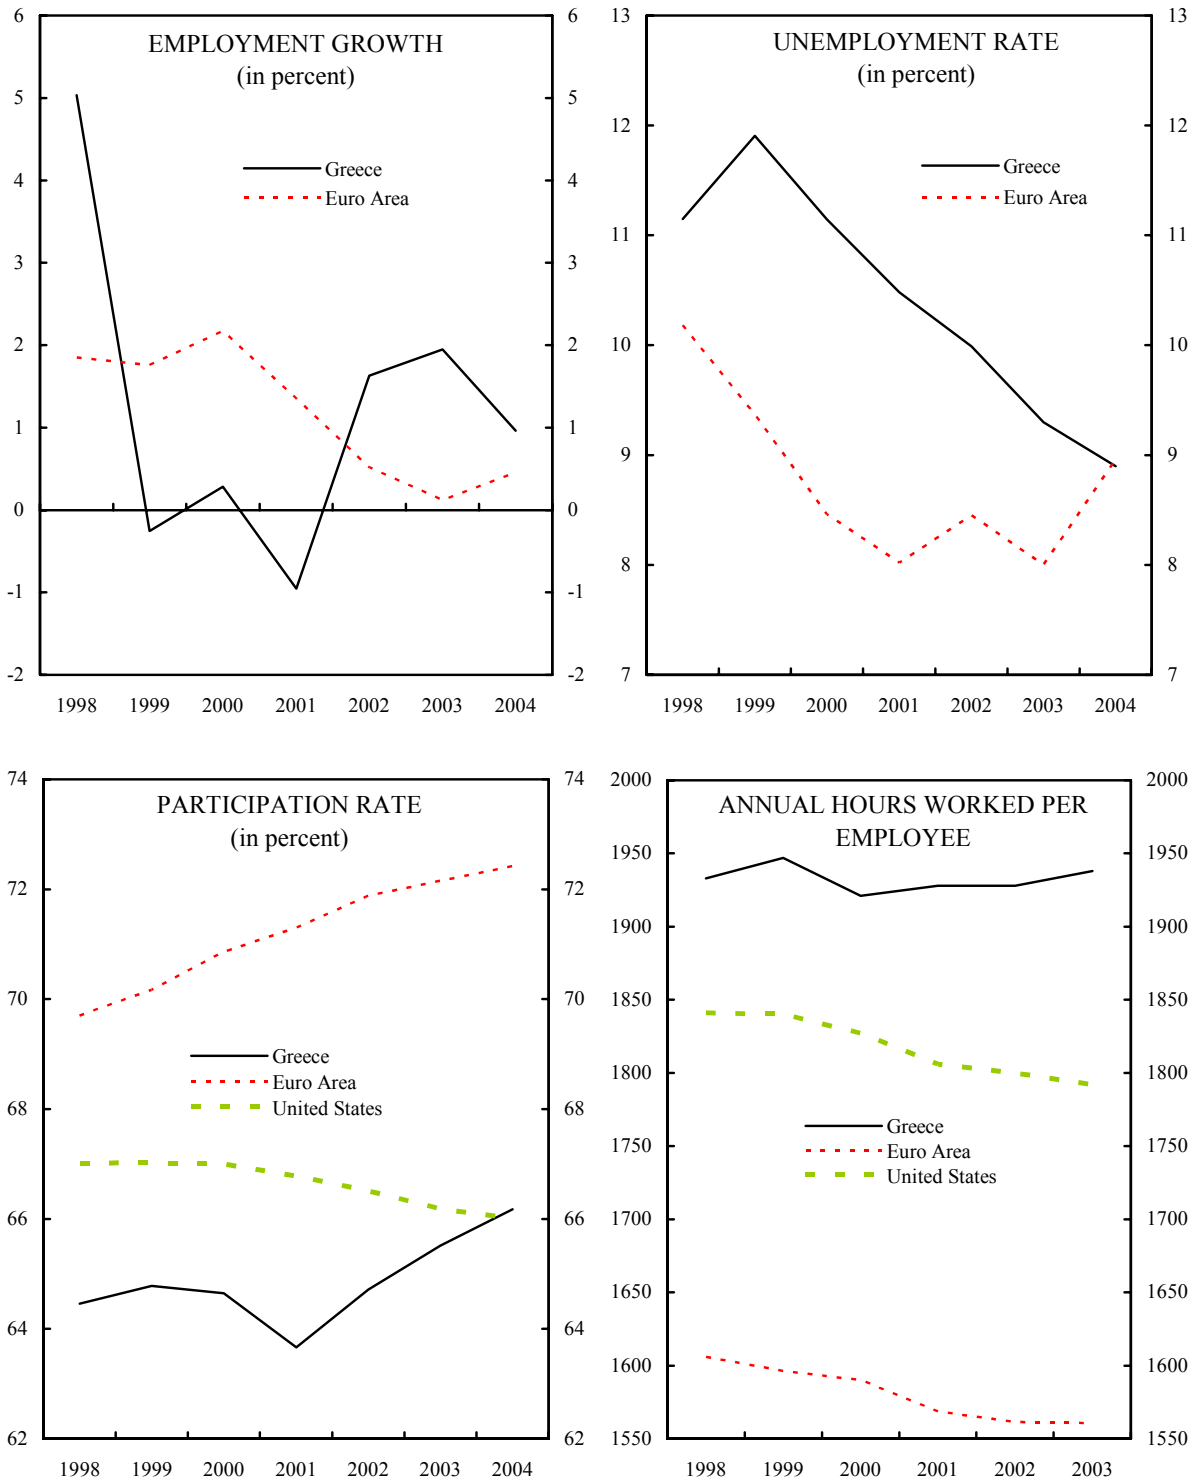 EMPLOYMENT GROWTH
(in percent)
6 6
5 5
4 4
3 3
2 2
1 1
0 0
-1 -1
-2 -2
Greece
Euro Area
1998 1999 2000 2001 2002 2003 2004
UNEMPLOYMENT RATE
(in percent)
13 13
12 12
11 11
10 10
9 9
8 8
7 7
Greece
Euro Area
1998 1999 2000 2001 2002 2003 2004
PARTICIPATION RATE
(in percent)
74 74
72 72
70 70
68 68
66 66
64 64
62 62
Greece
Euro Area
United States
1998 1999 2000 2001 2002 2003 2004
ANNUAL HOURS WORKED PER
EMPLOYEE
2000 2000
1950 1950
1900 1900
1850 1850
1800 1800
1750 1750
1700 1700
1650 1650
1600 1600
1550 1550
Greece
Euro Area
United States
1998 1999 2000 2001 2002 2003